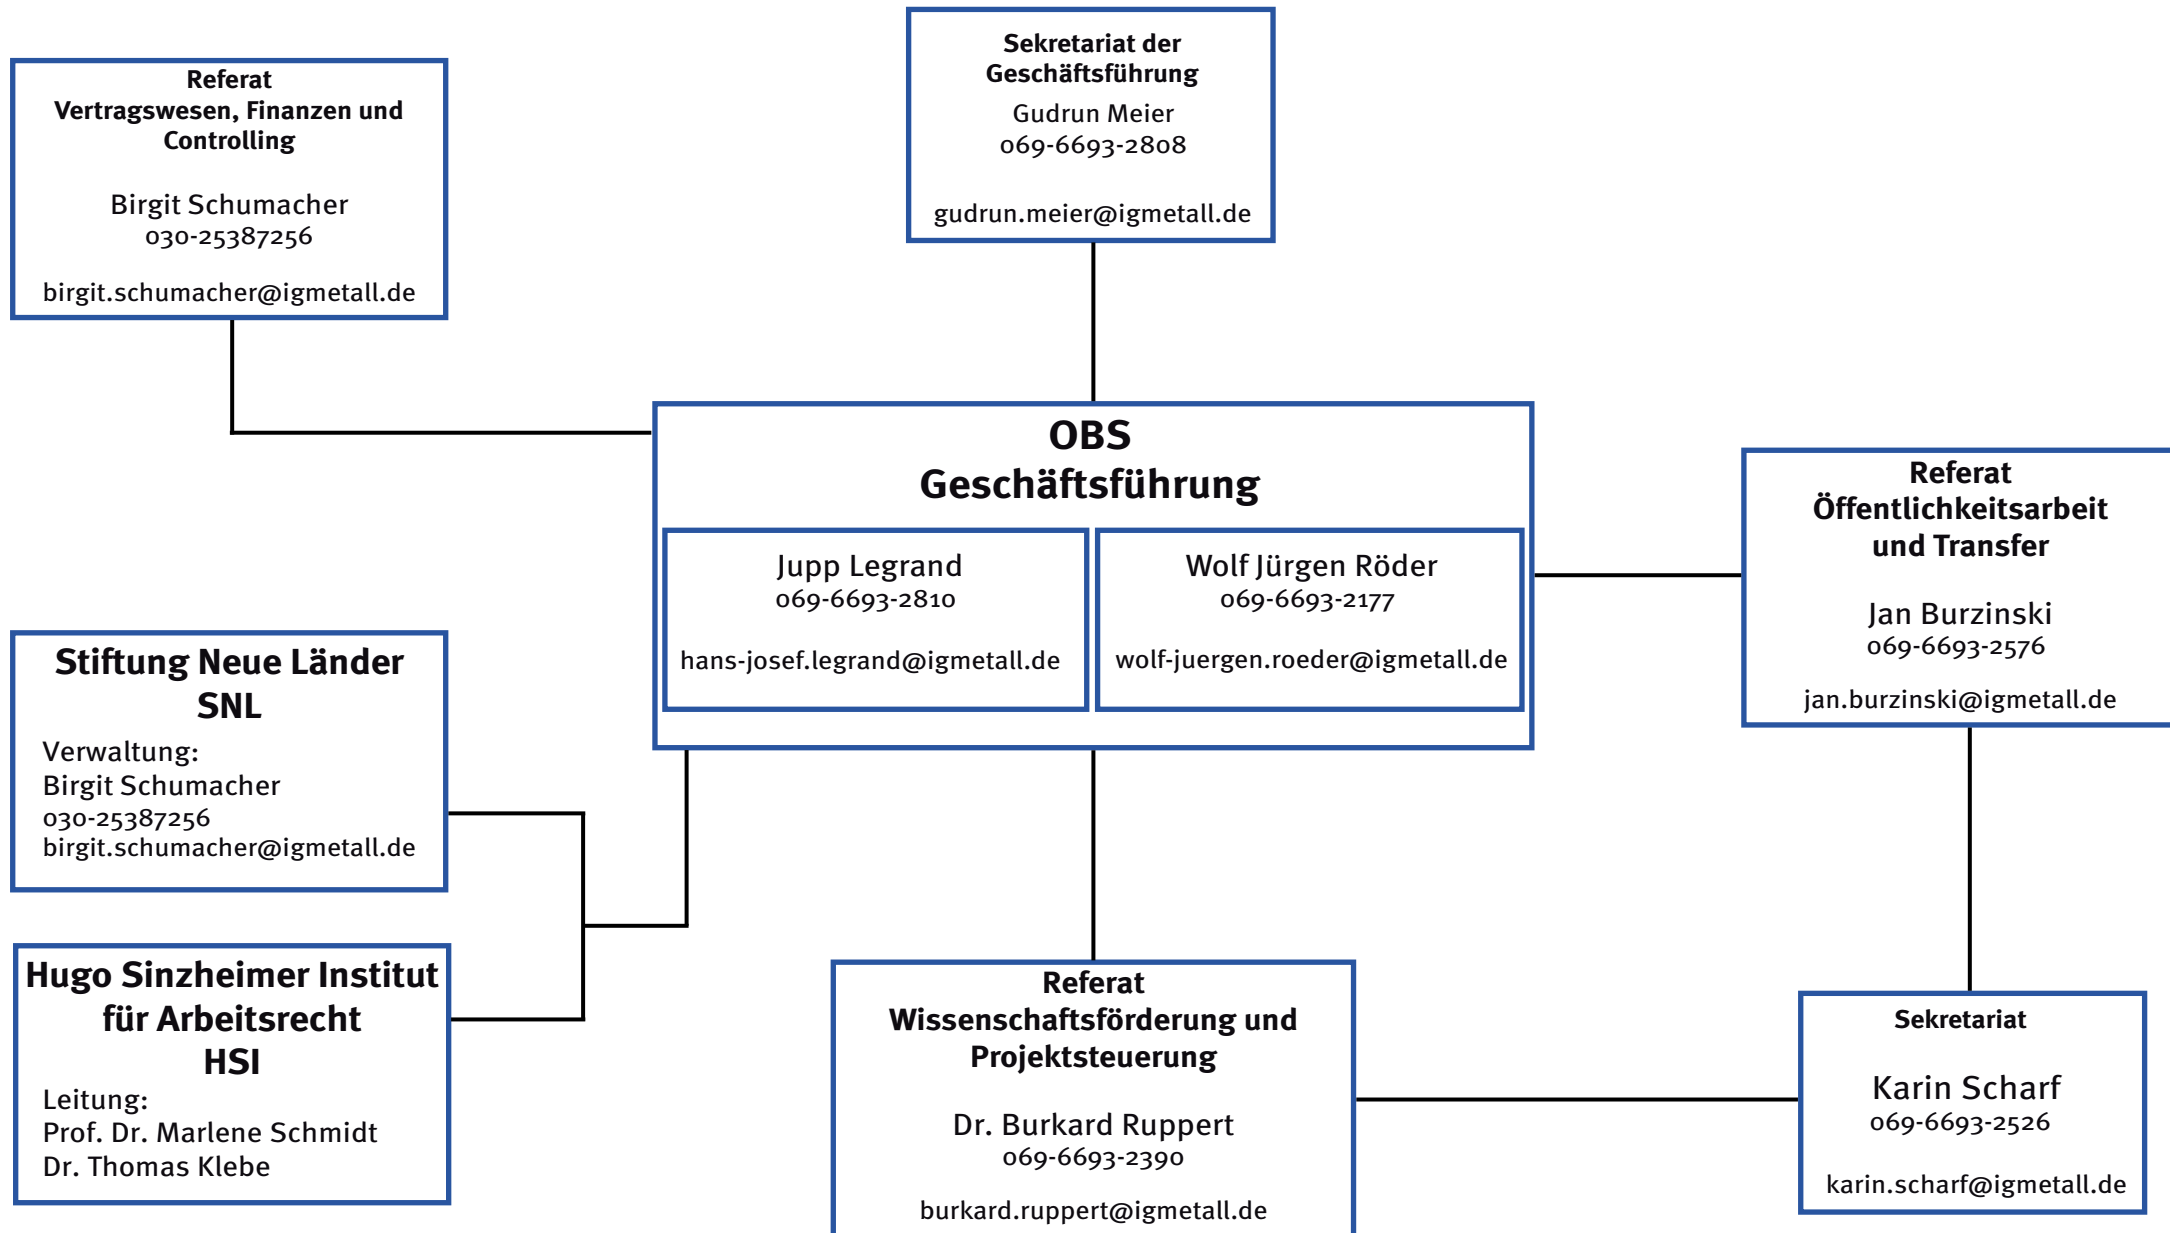 Referat
Vertragswesen, Finanzen und
Controlling
Birgit Schumacher
030-25387256
birgit.schumacher@igmetall.de
Sekretariat der
Geschäftsführung
Gudrun Meier
069-6693-2808
gudrun.meier@igmetall.de
OBS
Geschäftsführung
Jupp Legrand
069-6693-2810
hans-josef.legrand@igmetall.de
Wolf Jürgen Röder
069-6693-2177
wolf-juergen.roeder@igmetall.de
Referat
Öffentlichkeitsarbeit
und Transfer
Jan Burzinski
069-6693-2576
jan.burzinski@igmetall.de
Stiftung Neue Länder
SNL
Verwaltung:
Birgit Schumacher
030-25387256
birgit.schumacher@igmetall.de
Hugo Sinzheimer Institut
für Arbeitsrecht
HSI
Leitung:
Prof. Dr. Marlene Schmidt
Dr. Thomas Klebe
Referat
Wissenschaftsförderung und
Projektsteuerung
Dr. Burkard Ruppert
069-6693-2390
burkard.ruppert@igmetall.de
Sekretariat
Karin Scharf
069-6693-2526
karin.scharf@igmetall.de